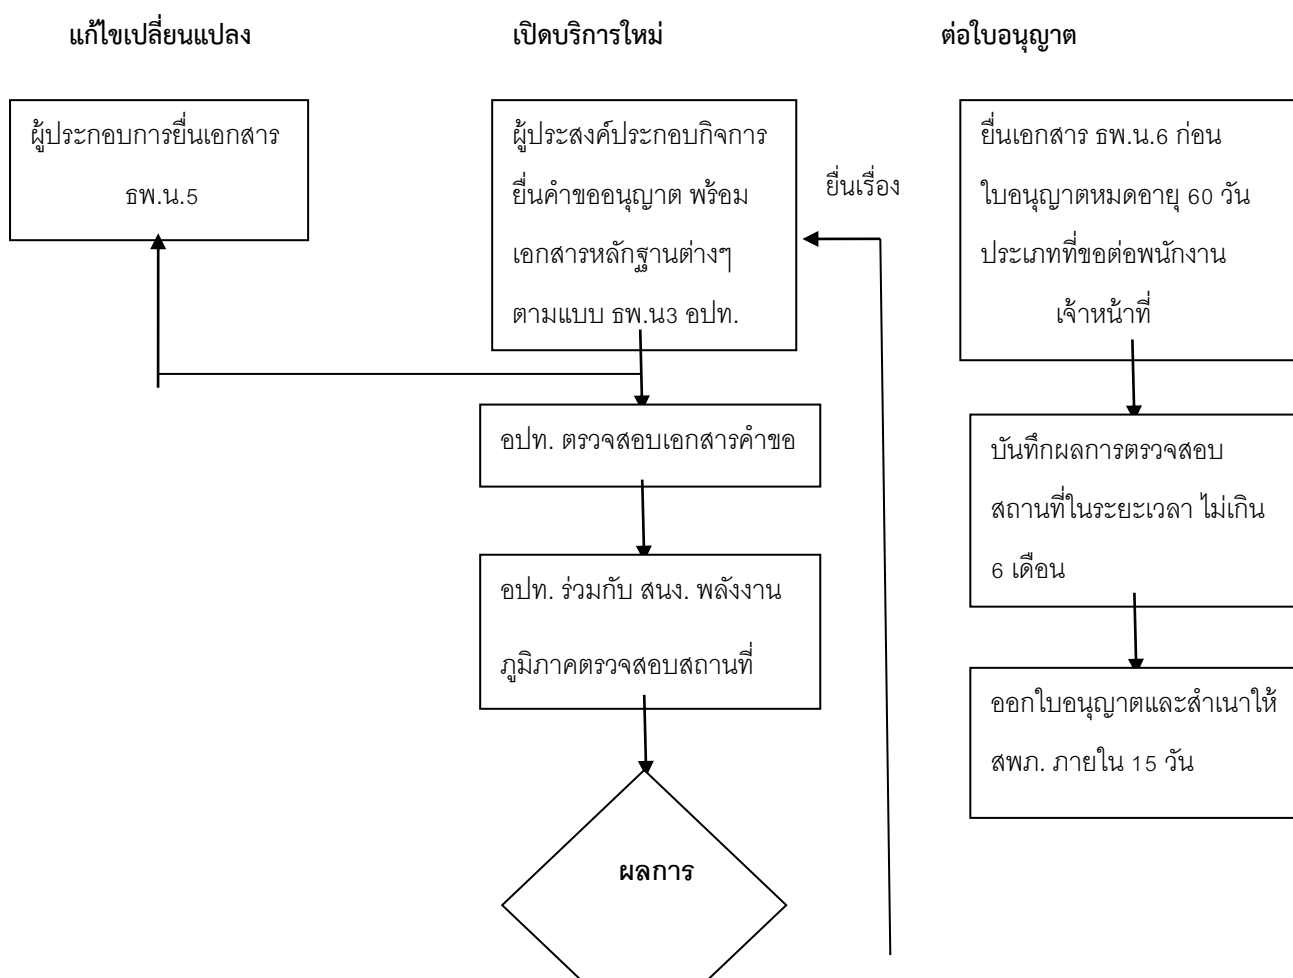 แก้ไขเปลี่ยนแปลง
เปิดบริการใหม่
ต่อใบอนุญาต
ผู้ประกอบการยื่นเอกสาร
ธพ.น.5
ผู้ประสงค์ประกอบกิจการ
ยื่นคำขออนุญาต พร้อม
เอกสารหลักฐานต่างๆ
ตามแบบ ธพ.น3 อปท.
ยื่นเรื่อง
ยื่นเอกสาร ธพ.น.6 ก่อน
ใบอนุญาตหมดอายุ 60 วัน
ประเภทที่ขอต่อพนักงาน
เจ้าหน้าที่
อปท. ตรวจสอบเอกสารคำขอ
บันทึกผลการตรวจสอบ
สถานที่ในระยะเวลา ไม่เกิน
6 เดือน
อปท. ร่วมกับ สนง. พลังงาน
ภูมิภาคตรวจสอบสถานที่
ออกใบอนุญาตและสำเนาให้
สพภ. ภายใน 15 วัน
ผลการ